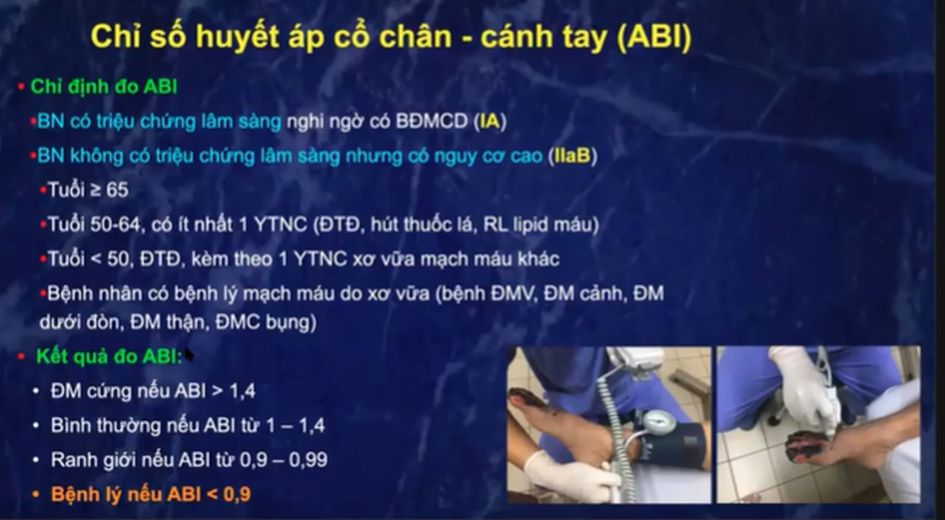 Chỉ số huyết áp cổ chân - cánh tay (ABI)
• Chỉ định đo ABI
•BN có triệu chứng lâm sàng nghi ngờ có BĐMCD (IA)
•BN không có triệu chứng lâm sàng nhưng có nguy cơ cao (IIaB)
•Tuổi ≥ 65
•Tuổi 50-64, có ít nhất 1 YTNC (ĐTĐ, hút thuốc lá, RL lipid máu)
•Tuổi < 50, ĐTĐ, kèm theo 1 YTNC xơ vữa mạch máu khác
•Bệnh nhân có bệnh lý mạch máu do xơ vữa (bệnh ĐMV, ĐM cảnh, ĐM
dưới đòn, ĐM thận, ĐMC bụng)
• Kết quả đo ABI:
• ĐM cứng nếu ABI > 1,4
• Bình thường nếu ABI từ 1 – 1,4
• Ranh giới nếu ABI từ 0,9 – 0,99
• Bệnh lý nếu ABI < 0,9